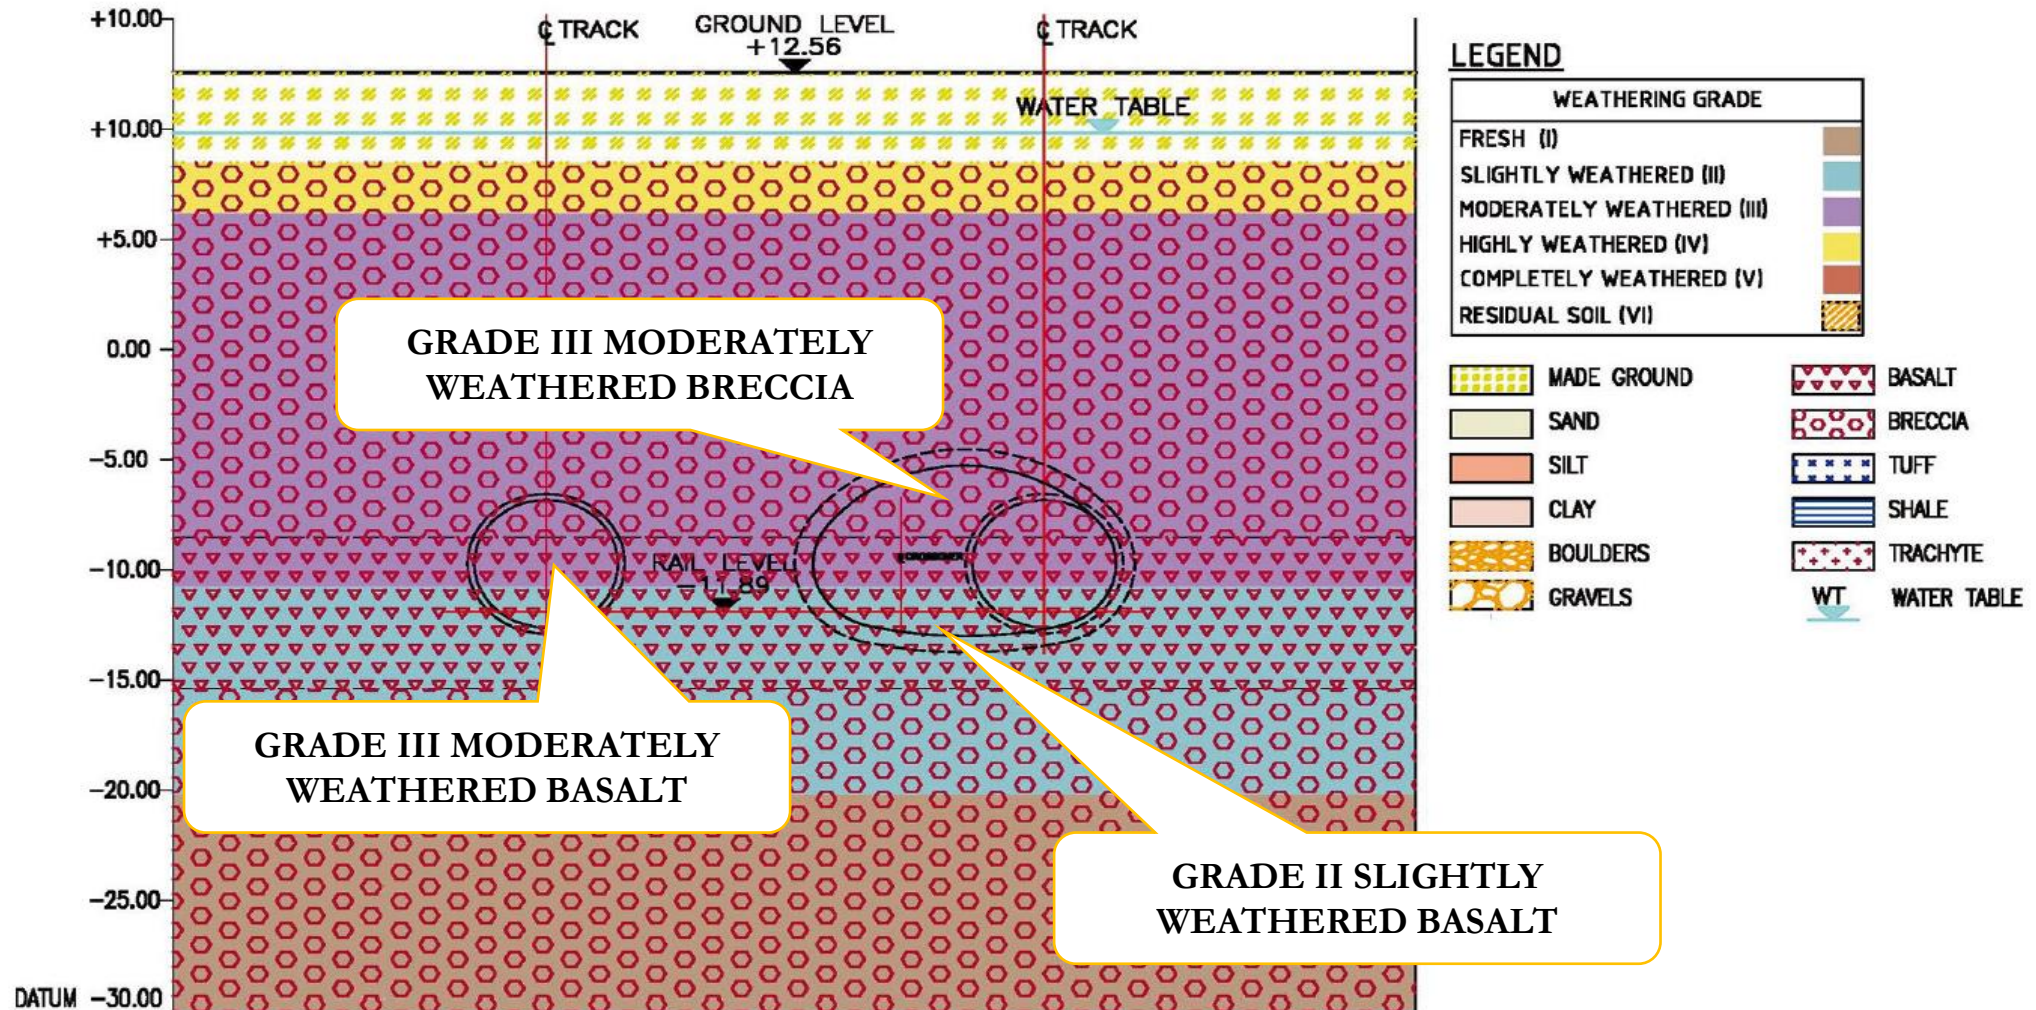 +10.00
℄ TRACK
GROUND LEVEL
+12.56
℄ TRACK
+10.00
WATER TABLE
+5.00
0.00
-5.00
-10.00
-15.00
-20.00
-25.00
DATUM -30.00
GRADE III MODERATELY
WEATHERED BRECCIA
RAIL LEVEL
-11.89
GRADE III MODERATELY
WEATHERED BASALT
GRADE II SLIGHTLY
WEATHERED BASALT
LEGEND
WEATHERING GRADE
FRESH (I)
SLIGHTLY WEATHERED (II)
MODERATELY WEATHERED (III)
HIGHLY WEATHERED (IV)
COMPLETELY WEATHERED (V)
RESIDUAL SOIL (VI)
MADE GROUND
SAND
SILT
CLAY
BOULDERS
GRAVELS
BASALT
BRECCIA
TUFF
SHALE
TRACHYTE
WT WATER TABLE